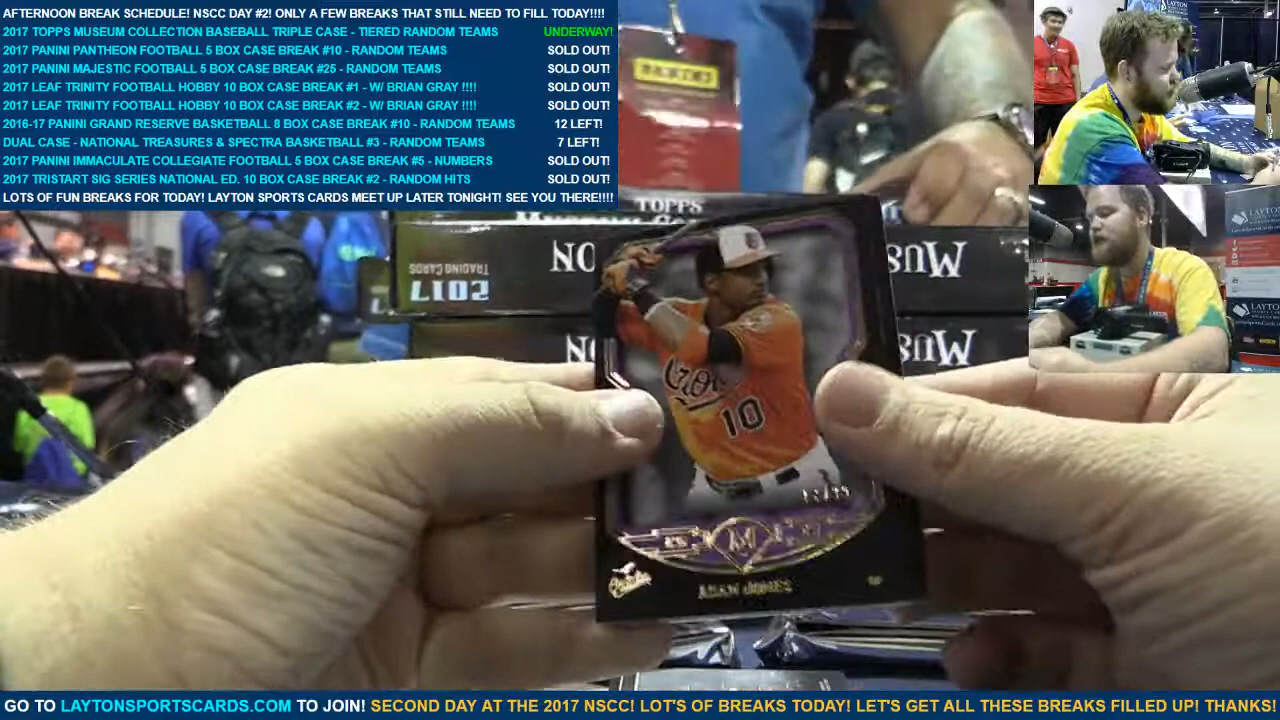 AFTERNOON BREAK SCHEDULE! NSCC DAY #2! ONLY A FEW BREAKS THAT STILL NEED TO FILL TODAY!!!!
2017 TOPPS MUSEUM COLLECTION BASEBALL TRIPLE CASE - TIERED RANDOM TEAMS UNDERWAY!
2017 PANINI PANTHEON FOOTBALL 5 BOX CASE BREAK #10 - RANDOM TEAMS SOLD OUT!
2017 PANINI MAJESTIC FOOTBALL 5 BOX CASE BREAK #25 - RANDOM TEAMS SOLD OUT!
2017 LEAF TRINITY FOOTBALL HOBBY 10 BOX CASE BREAK #1 - W/ BRIAN GRAY !!!! SOLD OUT!
2017 LEAF TRINITY FOOTBALL HOBBY 10 BOX CASE BREAK #2 - W/ BRIAN GRAY !!!! SOLD OUT!
2016-17 PANINI GRAND RESERVE BASKETBALL 8 BOX CASE BREAK #10 - RANDOM TEAMS 12 LEFT!
DUAL CASE - NATIONAL TREASURES & SPECTRA BASKETBALL #3 - RANDOM TEAMS 7 LEFT!
2017 PANINI IMMACULATE COLLEGIATE FOOTBALL 5 BOX CASE BREAK #5 - NUMBERS SOLD OUT!
2017 TRISTART SIG SERIES NATIONAL ED. 10 BOX CASE BREAK #2 - RANDOM HITS SOLD OUT!
LOTS OF FUN BREAKS FOR TODAY! LAYTON SPORTS CARDS MEET UP LATER TONIGHT! SEE YOU THERE!!!!
PANINI
LAYTON
LAYTON
TOPPS
ON
MUS
TRADING CARDS
2017
MUS
10
M
ADAM JONES
GO TO LAYTONSPORTSCARDS.COM TO JOIN! SECOND DAY AT THE 2017 NSCC! LOT'S OF BREAKS TODAY! LET'S GET ALL THESE BREAKS FILLED UP! THANKS!